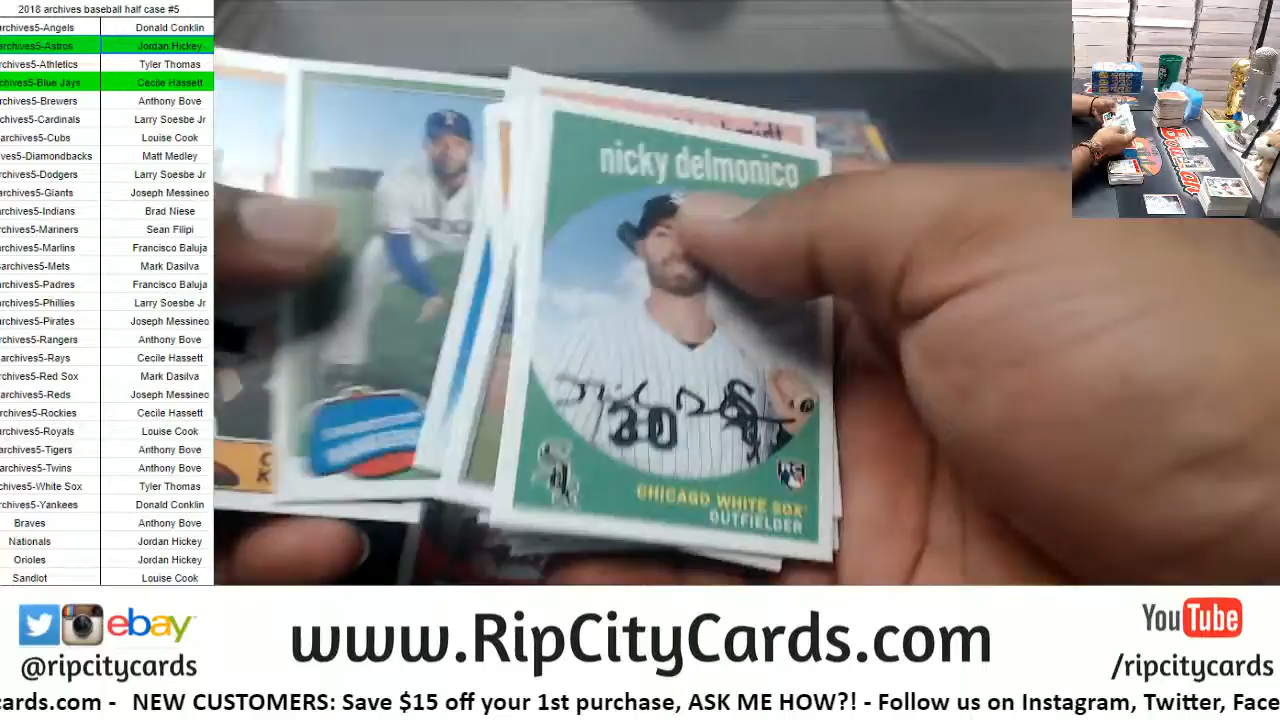 2018 archives baseball half case #5
archives5-Angels Donald Conklin
archives5-Astros Jordan Hickey
archives5-Athletics Tyler Thomas
chives5-Blue Jays Cecile Hassett
archives5-Brewers Anthony Bove
rchives5-Cardinals Larry Soesbe Jr
archives5-Cubs Louise Cook
ives5-Diamondbacks Matt Medley
rchives5-Dodgers Larry Soesbe Jr
archives5-Giants Joseph Messineo
archives5-Indians Brad Niese
rchives5-Mariners Sean Filipi
archives5-Marlins Francisco Baluja
archives5-Mets Mark Dasilva
archives5-Padres Francisco Baluja
archives5-Phillies Larry Soesbe Jr
archives5-Pirates Joseph Messineo
archives5-Rangers Anthony Bove
archives5-Rays Cecile Hassett
archives5-Red Sox Mark Dasilva
archives5-Reds Joseph Messineo
archives5-Rockies Cecile Hassett
archives5-Royals Louise Cook
archives5-Tigers Anthony Bove
archives5-Twins Anthony Bove
chives5-White Sox Tyler Thomas
archives5-Yankees Donald Conklin
Braves Anthony Bove
Nationals Jordan Hickey
Orioles Jordan Hickey
Sandlot Louise Cook
nicky delmonico
30
CHICAGO WHITE SOX
OUTFIELDER
ebay
@ripcitycards
www.RipCityCards.com
YouTube
/ripcitycards
cards.com - NEW CUSTOMERS: Save $15 off your 1st purchase, ASK ME HOW?! - Follow us on Instagram, Twitter, Face